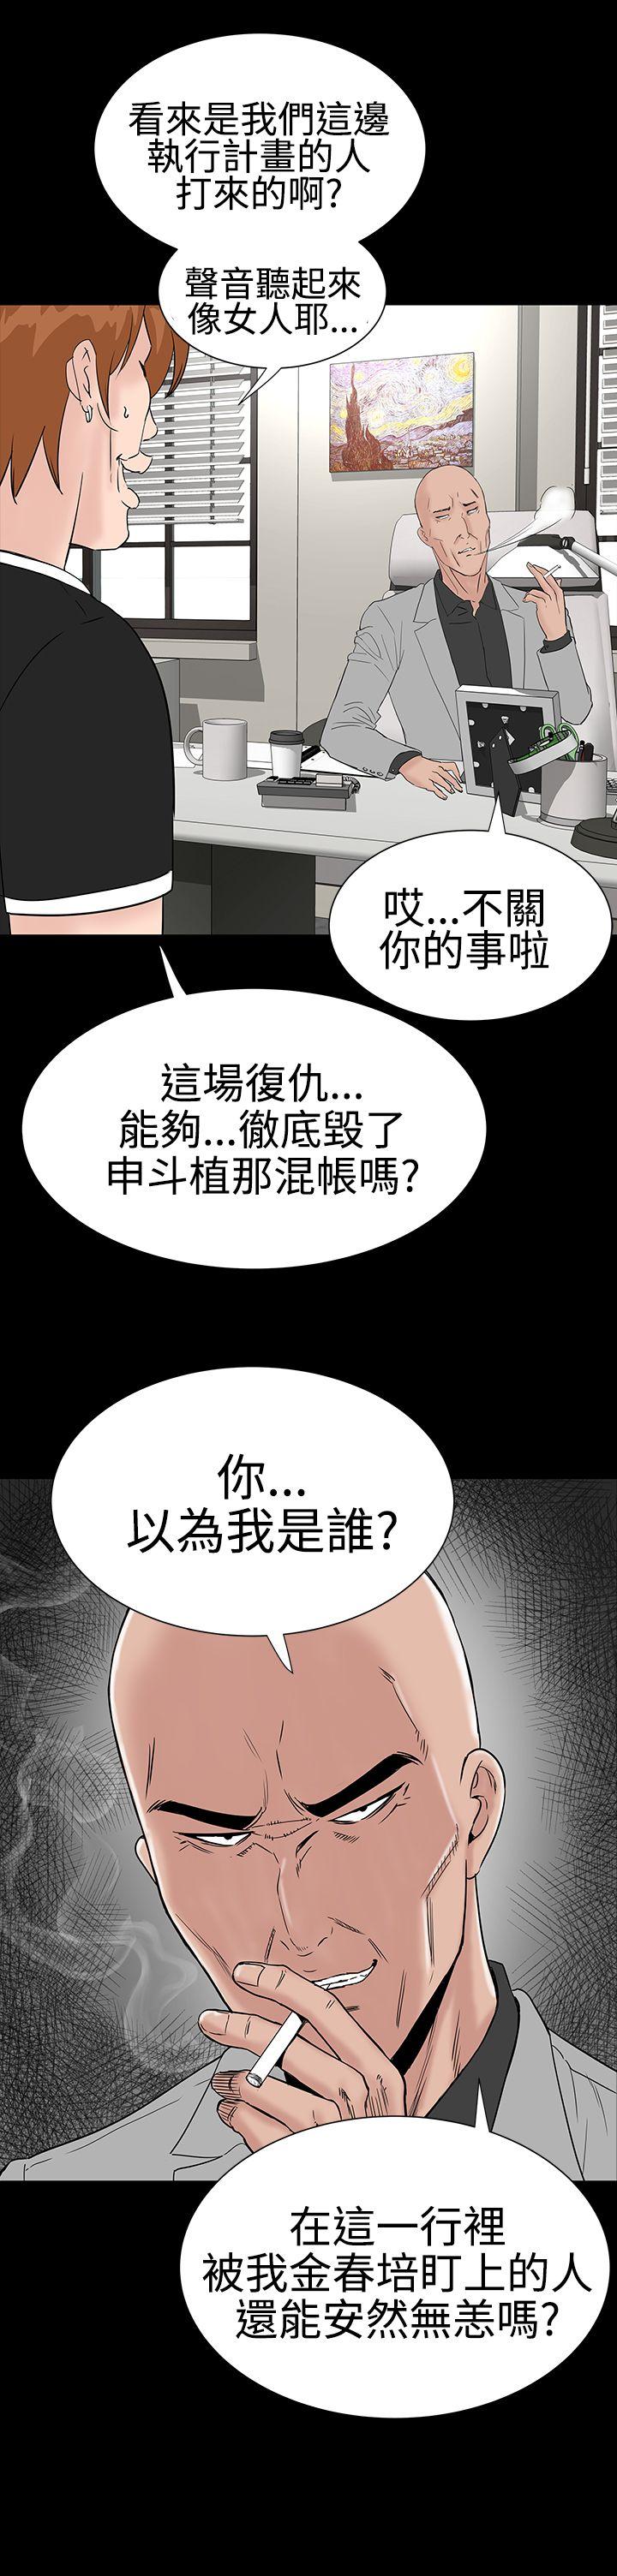 看來是我們這邊
執行計畫的人
打來的啊?
聲音聽起來
像女人耶...
哎...不關
你的事啦
這場復仇...
能夠...徹底毀了
申斗植那混帳嗎?
你...
以為我是誰?
在這一行裡
被我金春培盯上的人
還能安然無恙嗎?